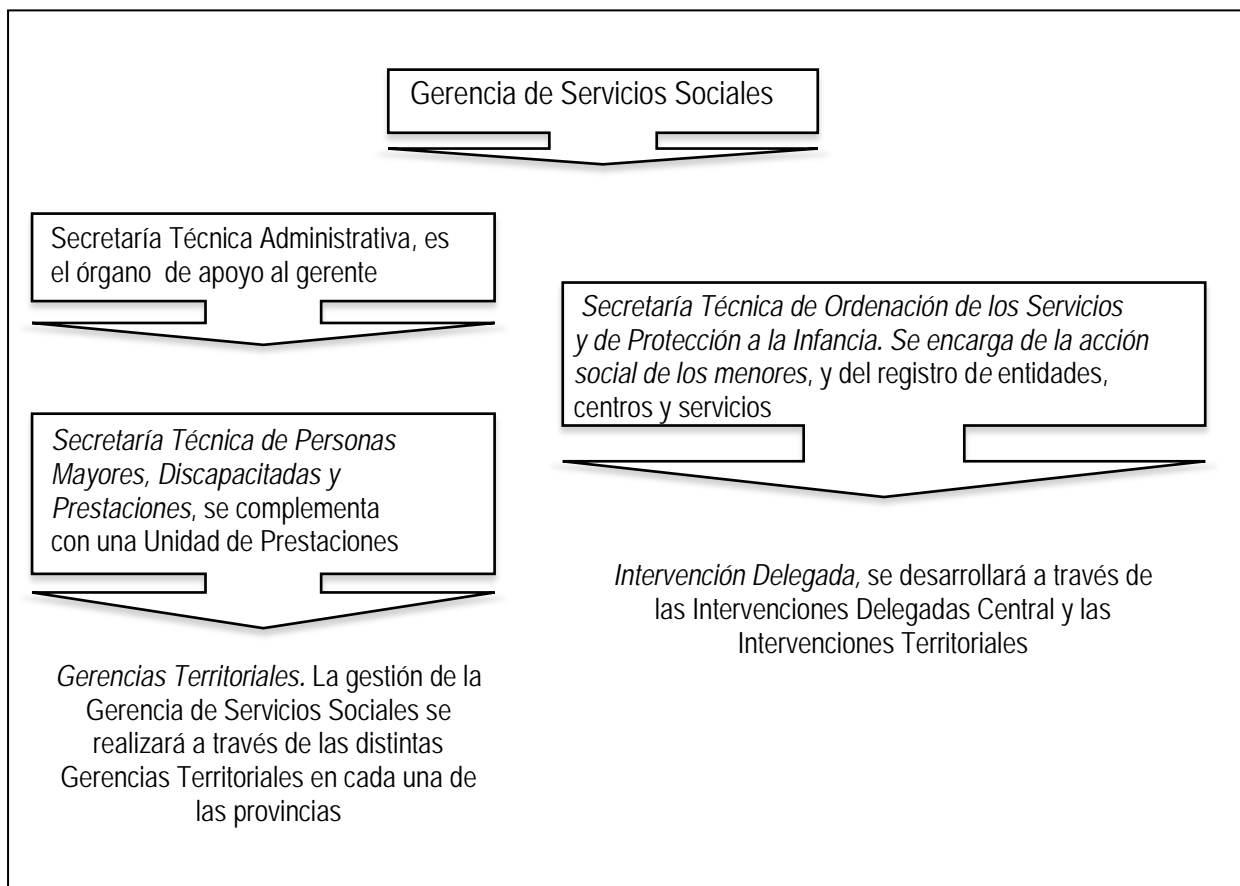 Gerencia de Servicios Sociales
Secretaría Técnica Administrativa, es
el órgano de apoyo al gerente
Secretaría Técnica de Ordenación de los Servicios
y de Protección a la Infancia. Se encarga de la acción
social de los menores, y del registro de entidades,
centros y servicios
Secretaría Técnica de Personas
Mayores, Discapacitadas y
Prestaciones, se complementa
con una Unidad de Prestaciones
Intervención Delegada, se desarrollará a través de
las Intervenciones Delegadas Central y las
Intervenciones Territoriales
Gerencias Territoriales. La gestión de la
Gerencia de Servicios Sociales se
realizará a través de las distintas
Gerencias Territoriales en cada una de
las provincias